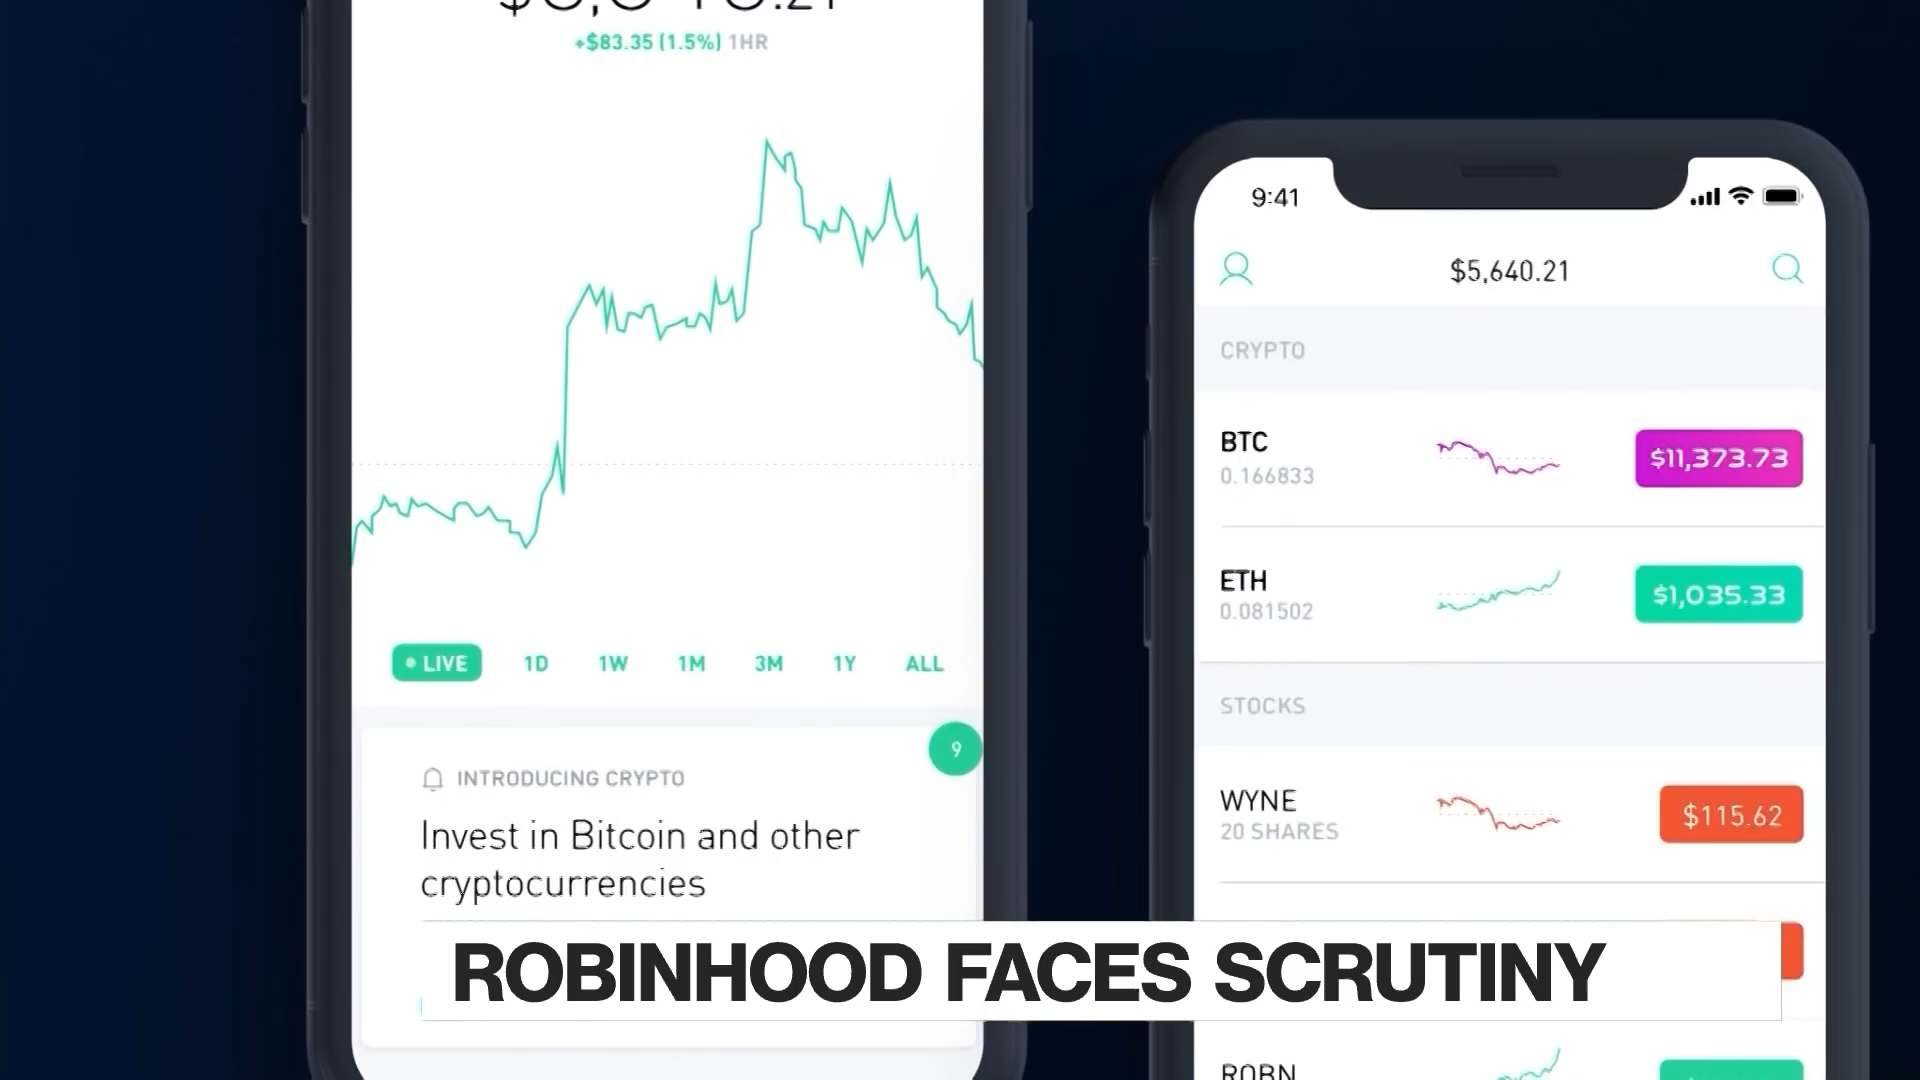 +$83.35 (1.5%) 1HR
LIVE 1D 1W 1M 3M 1Y ALL
9
INTRODUCING CRYPTO
Invest in Bitcoin and other
cryptocurrencies
9:41
$5,640.21
CRYPTO
BTC
0.166833
$11,373.73
ETH
0.081502
$1,035.33
STOCKS
WYNE
20 SHARES
$115.62
ROBINHOOD FACES SCRUTINY